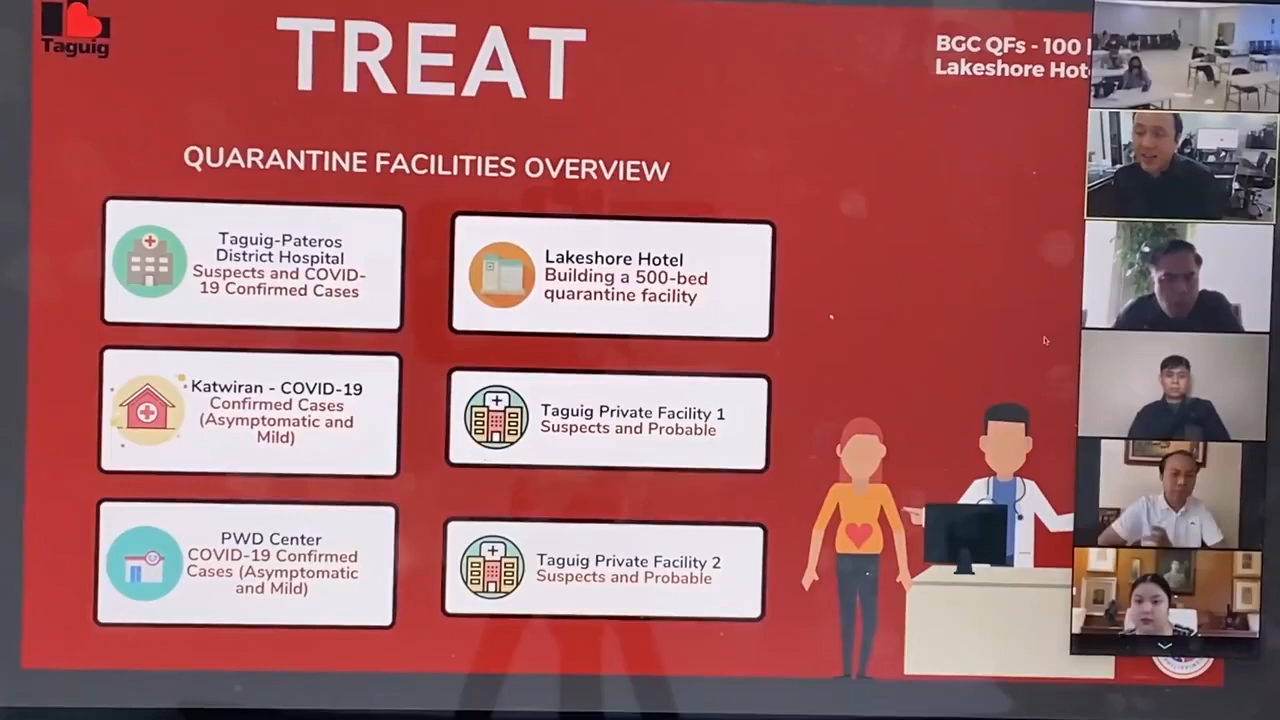 Taguig
TREAT
BGC QFs - 100
Lakeshore
QUARANTINE FACILITIES OVERVIEW
Taguig-Pateros
District Hospital
Suspects and COVID-
19 Confirmed Cases
Lakeshore Hotel
Building a 500-bed
quarantine facility
Katwiran - COVID-19
Confirmed Cases
(Asymptomatic and
Mild)
Taguig Private Facility 1
Suspects and Probable
PWD Center
COVID-19 Confirmed
Cases (Asymptomatic
and Mild)
Taguig Private Facility 2
Suspects and Probable